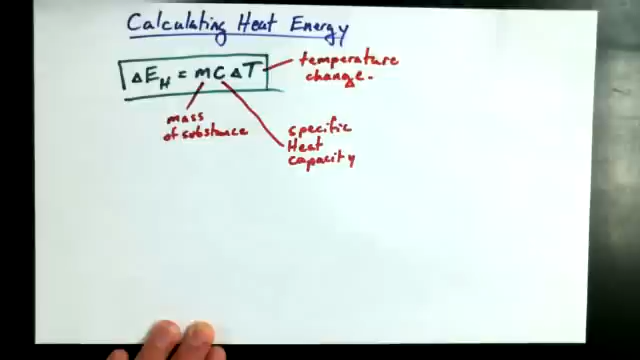 Calculating Heat Energy
ΔE_H = mCΔT
temperature
change.
mass
of substance
specific
Heat
capacity